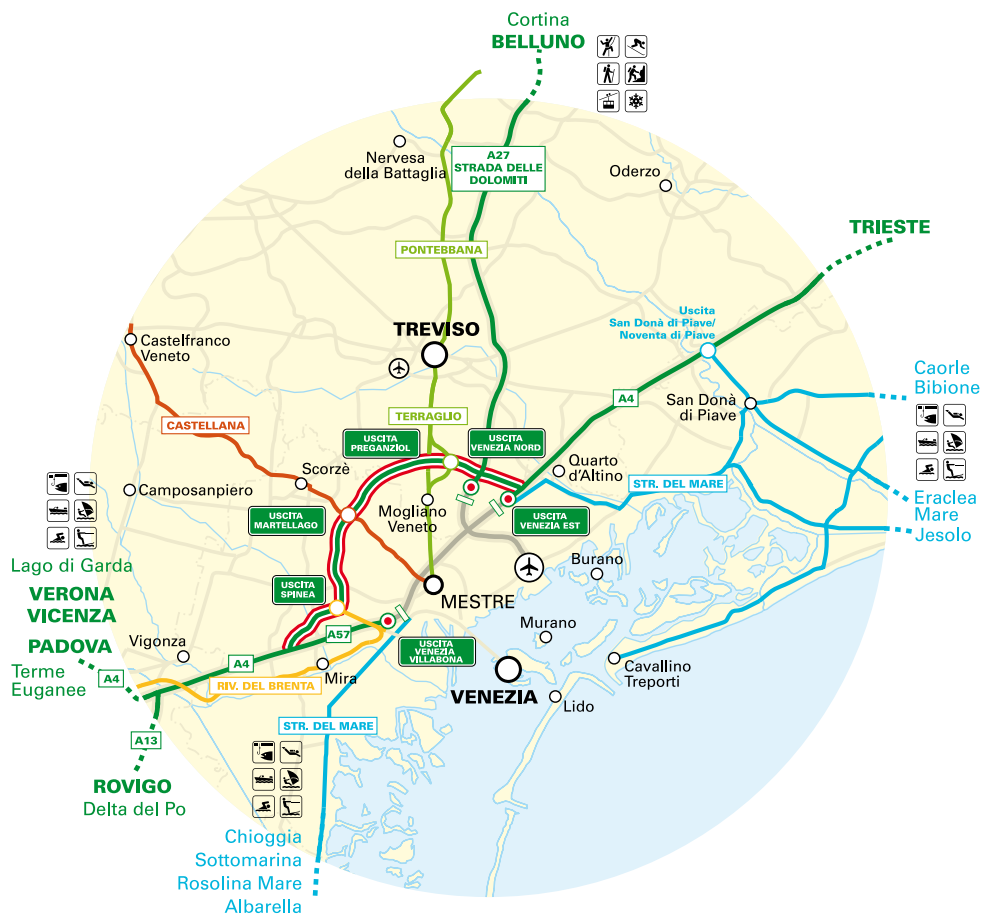 Cortina
BELLUNO
Nervesa
della Battaglia
A27
STRADA DELLE
DOLOMITI
Oderzo
TRIESTE
PONTEBBANA
Uscita
San Donà di Piave/
Noventa di Piave
TREVISO
Castelfranco
Veneto
Caorle
Bibione
A4
San Donà
di Piave
TERRAGLIO
CASTELLANA
USCITA
PREGANZIOL
USCITA
VENEZIA NORD
Scorzè
Quarto
d'Altino
STR. DEL MARE
Camposanpiero
Eraclea
Mare
Jesolo
USCITA
MARTELLAGO
Mogliano
Veneto
USCITA
VENEZIA EST
Lago di Garda
Burano
USCITA
SPINEA
MESTRE
VERONA
VICENZA
Murano
A57
PADOVA
Vigonza
USCITA
VENEZIA
VILLABONA
A4
Terme
Euganee
A4
Mira
RIV. DEL BRENTA
VENEZIA
Cavallino
Treporti
Lido
STR. DEL MARE
A13
ROVIGO
Delta del Po
Chioggia
Sottomarina
Rosolina Mare
Albarella